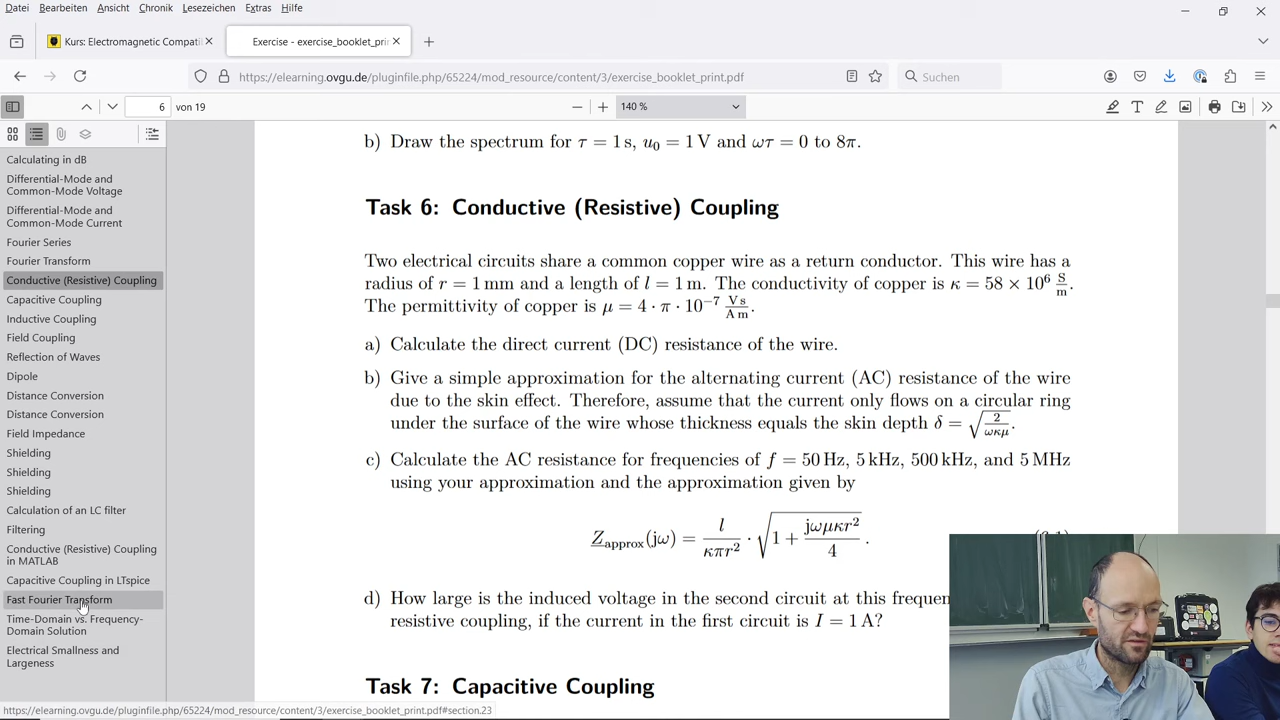 Datei Bearbeiten Ansicht Chronik Lesezeichen Extras Hilfe
Kurs: Electromagnetic Compati
Exercise - exercise_booklet_prin
https://elearning.ovgu.de/pluginfile.php/65224/mod_resource/content/3/exercise_booklet_print.pdf
Suchen
6 von 19
140 %
Calculating in dB
Differential-Mode and
Common-Mode Voltage
Differential-Mode and
Common-Mode Current
Fourier Series
Fourier Transform
Conductive (Resistive) Coupling
Capacitive Coupling
Inductive Coupling
Field Coupling
Reflection of Waves
Dipole
Distance Conversion
Distance Conversion
Field Impedance
Shielding
Shielding
Shielding
Calculation of an LC filter
Filtering
Conductive (Resistive) Coupling
in MATLAB
Capacitive Coupling in LTspice
Fast Fourier Transform
Time-Domain vs. Frequency-
Domain Solution
Electrical Smallness and
Largeness
https://elearning.ovgu.de/pluginfile.php/65224/mod_resource/content/3/exercise_booklet_print.pdf#section.23
b) Draw the spectrum for τ = 1 s, u₀ = 1 V and ωτ = 0 to 8π.
Task 6: Conductive (Resistive) Coupling
Two electrical circuits share a common copper wire as a return conductor. This wire has a
radius of r = 1 mm and a length of l = 1 m. The conductivity of copper is κ = 58 × 10⁶ S/m.
The permittivity of copper is μ = 4 · π · 10⁻⁷ Vs/Am.
a) Calculate the direct current (DC) resistance of the wire.
b) Give a simple approximation for the alternating current (AC) resistance of the wire
due to the skin effect. Therefore, assume that the current only flows on a circular ring
under the surface of the wire whose thickness equals the skin depth δ = √(2/(ωκμ)).
c) Calculate the AC resistance for frequencies of f = 50 Hz, 5 kHz, 500 kHz, and 5 MHz
using your approximation and the approximation given by
Z_approx(jω) = l/(κπr²) · √(1 + jωμκr²/4).
d) How large is the induced voltage in the second circuit at this frequen
resistive coupling, if the current in the first circuit is I = 1 A?
Task 7: Capacitive Coupling